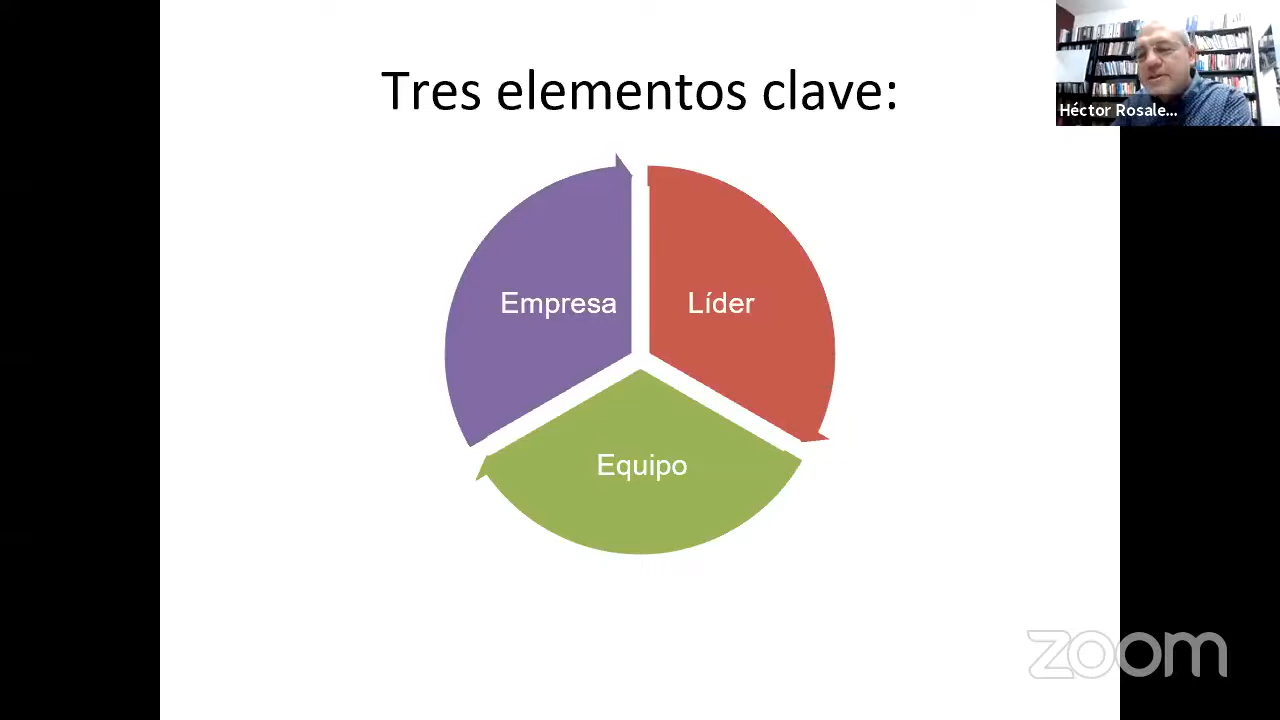 Tres elementos clave:
Héctor Rosale...
Empresa
Líder
Equipo
zoom